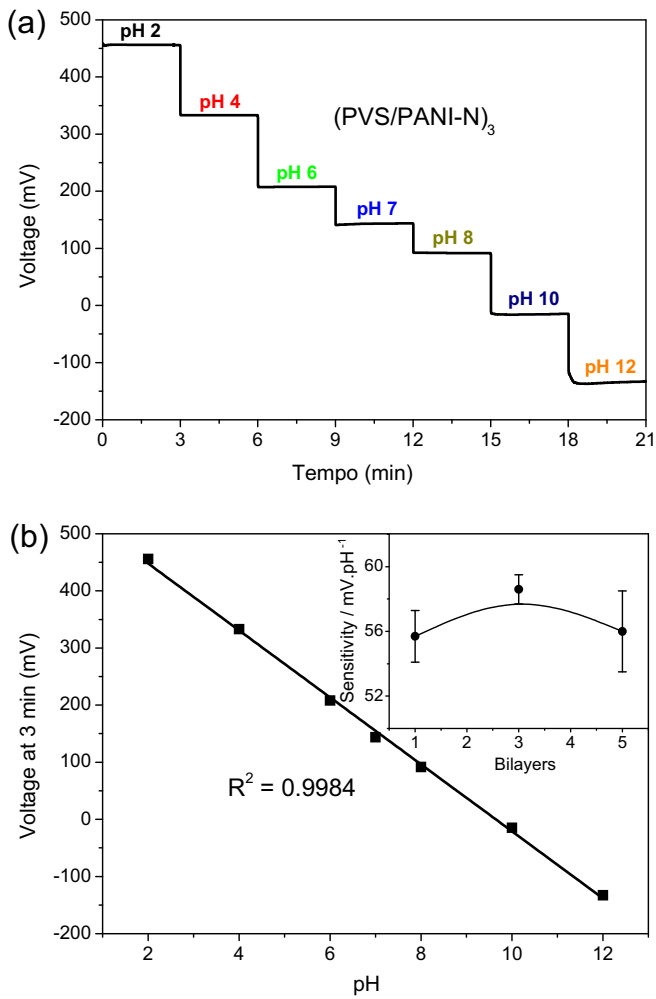 (a)
500
400
300
200
100
0
-100
-200
Voltage (mV)
pH 2
pH 4
pH 6
pH 7
pH 8
pH 10
pH 12
(PVS/PANI-N)₃
0 3 6 9 12 15 18 21
Tempo (min)
(b)
500
400
300
200
100
0
-100
-200
Voltage at 3 min (mV)
R² = 0.9984
2 4 6 8 10 12
pH
60
56
52
Sensitivity / mV.pH⁻¹
1 2 3 4 5
Bilayers